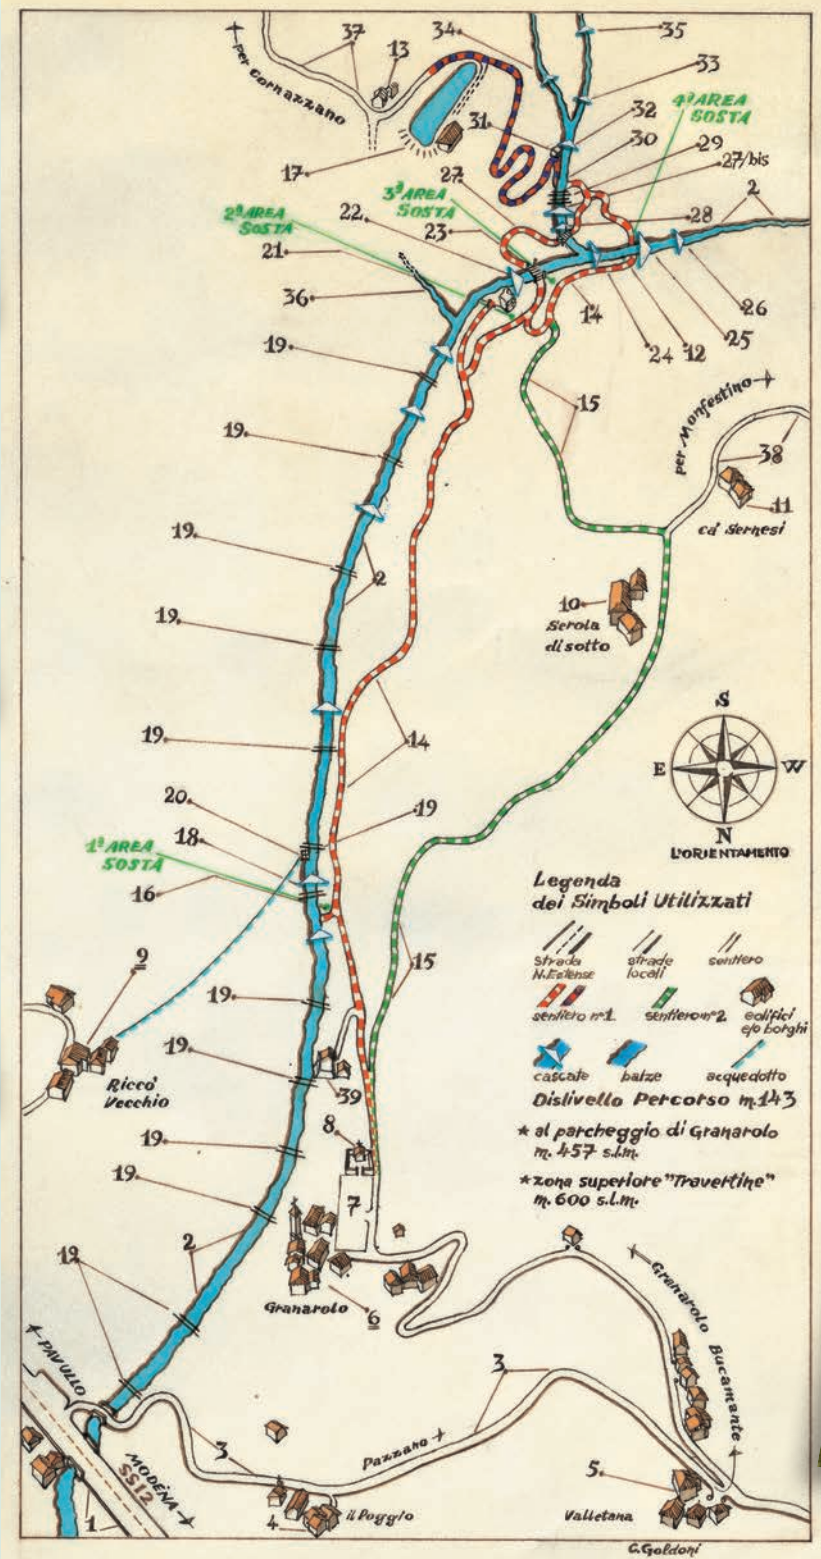 34
35
37
13
per Cornazzano
33
31
32
4ª AREA
SOSTA
30
29
27/bis
17
27
3ª AREA
SOSTA
2
22
2ª AREA
SOSTA
23
28
21
36
14
26
25
24
12
19
15
per Monfestino
19
38
11
ca' Sernesi
19
2
10
Serola
di sotto
19
S
E
W
N
L'ORIENTAMENTO
19
14
20
19
18
1ª AREA
SOSTA
16
Legenda
dei Simboli Utilizzati
strada
N. Estense
strade
locali
sentiero
sentiero n°1
sentiero n°2
edifici
e/o borghi
cascate
balze
acquedotto
Dislivello Percorso m.143
* al parcheggio di Granarolo
m. 457 s.l.m.
* zona superiore "Travertine"
m. 600 s.l.m.
15
9
19
Riccò
Vecchio
19
39
8
19
19
7
2
Granarolo
6
19
Granarolo
Bucamante
PAVULLO
3
3
Pazzano
MODENA
SS12
5
1
4
il Poggio
Valletana
G. Goldoni